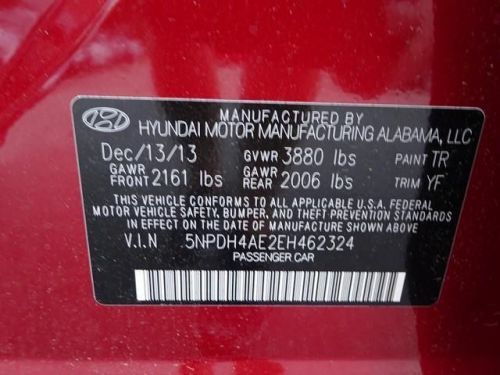 MANUFACTURED BY
HYUNDAI MOTOR MANUFACTURING ALABAMA, LLC
Dec/13/13 GVWR 3880 lbs PAINT TR
GAWR FRONT 2161 lbs GAWR REAR 2006 lbs TRIM YF
THIS VEHICLE CONFORMS TO ALL APPLICABLE U.S.A. FEDERAL
MOTOR VEHICLE SAFETY, BUMPER, AND THEFT PREVENTION STANDARDS
IN EFFECT ON THE DATE OF MANUFACTURE SHOWN ABOVE.
V.I.N 5NPDH4AE2EH462324
PASSENGER CAR